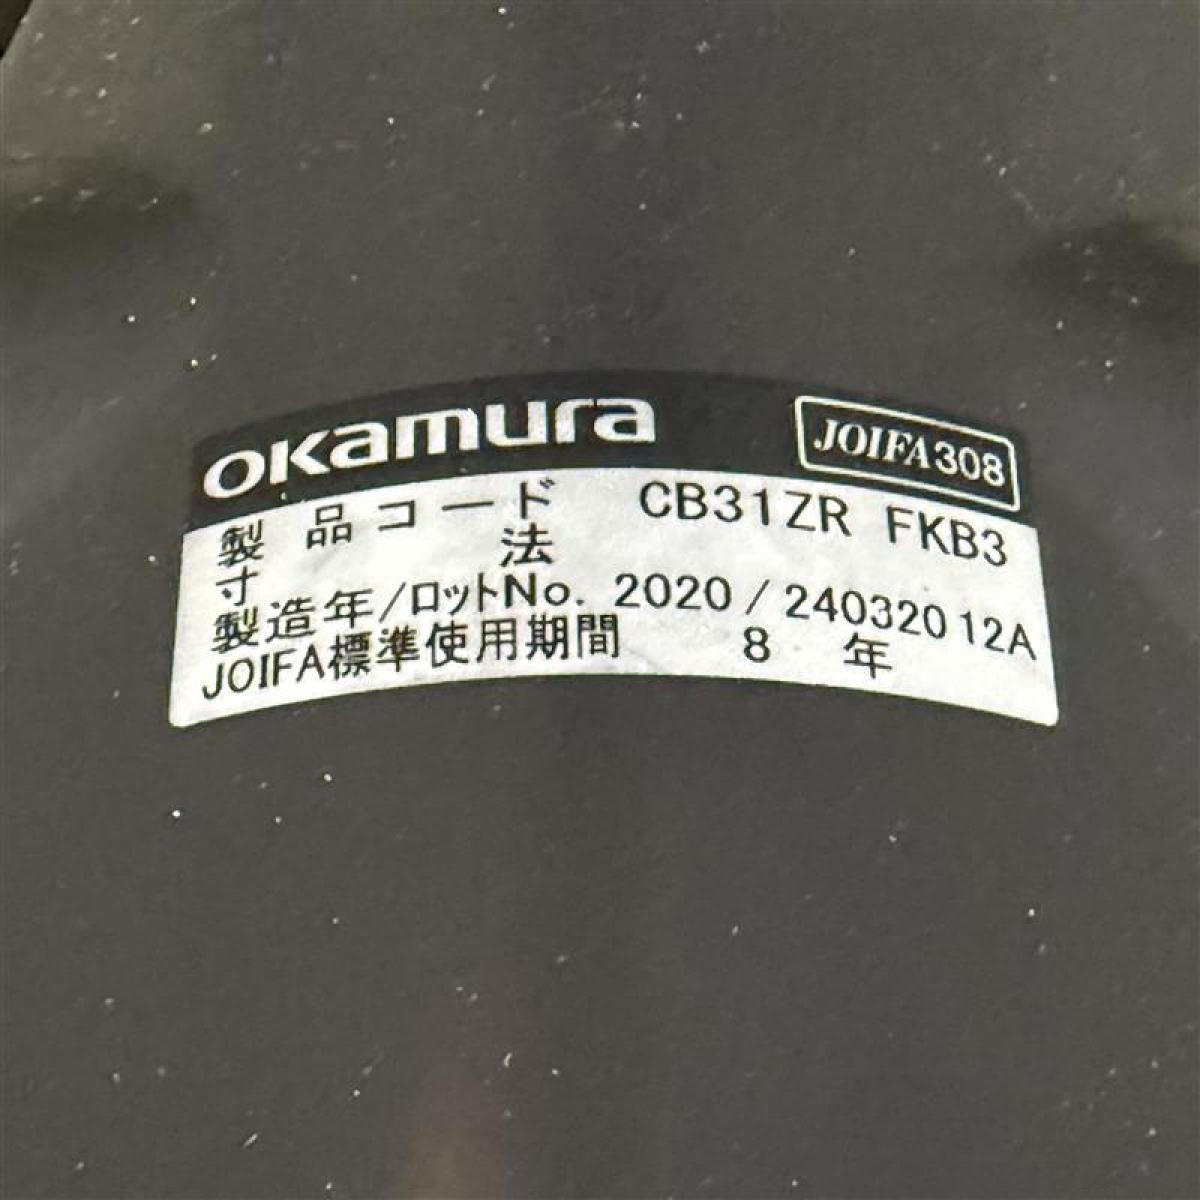 OKamura JOIFA308
製品コード CB31ZR FKB3
寸法
製造年/ロットNo. 2020 / 240320 12A
JOIFA標準使用期間 8 年